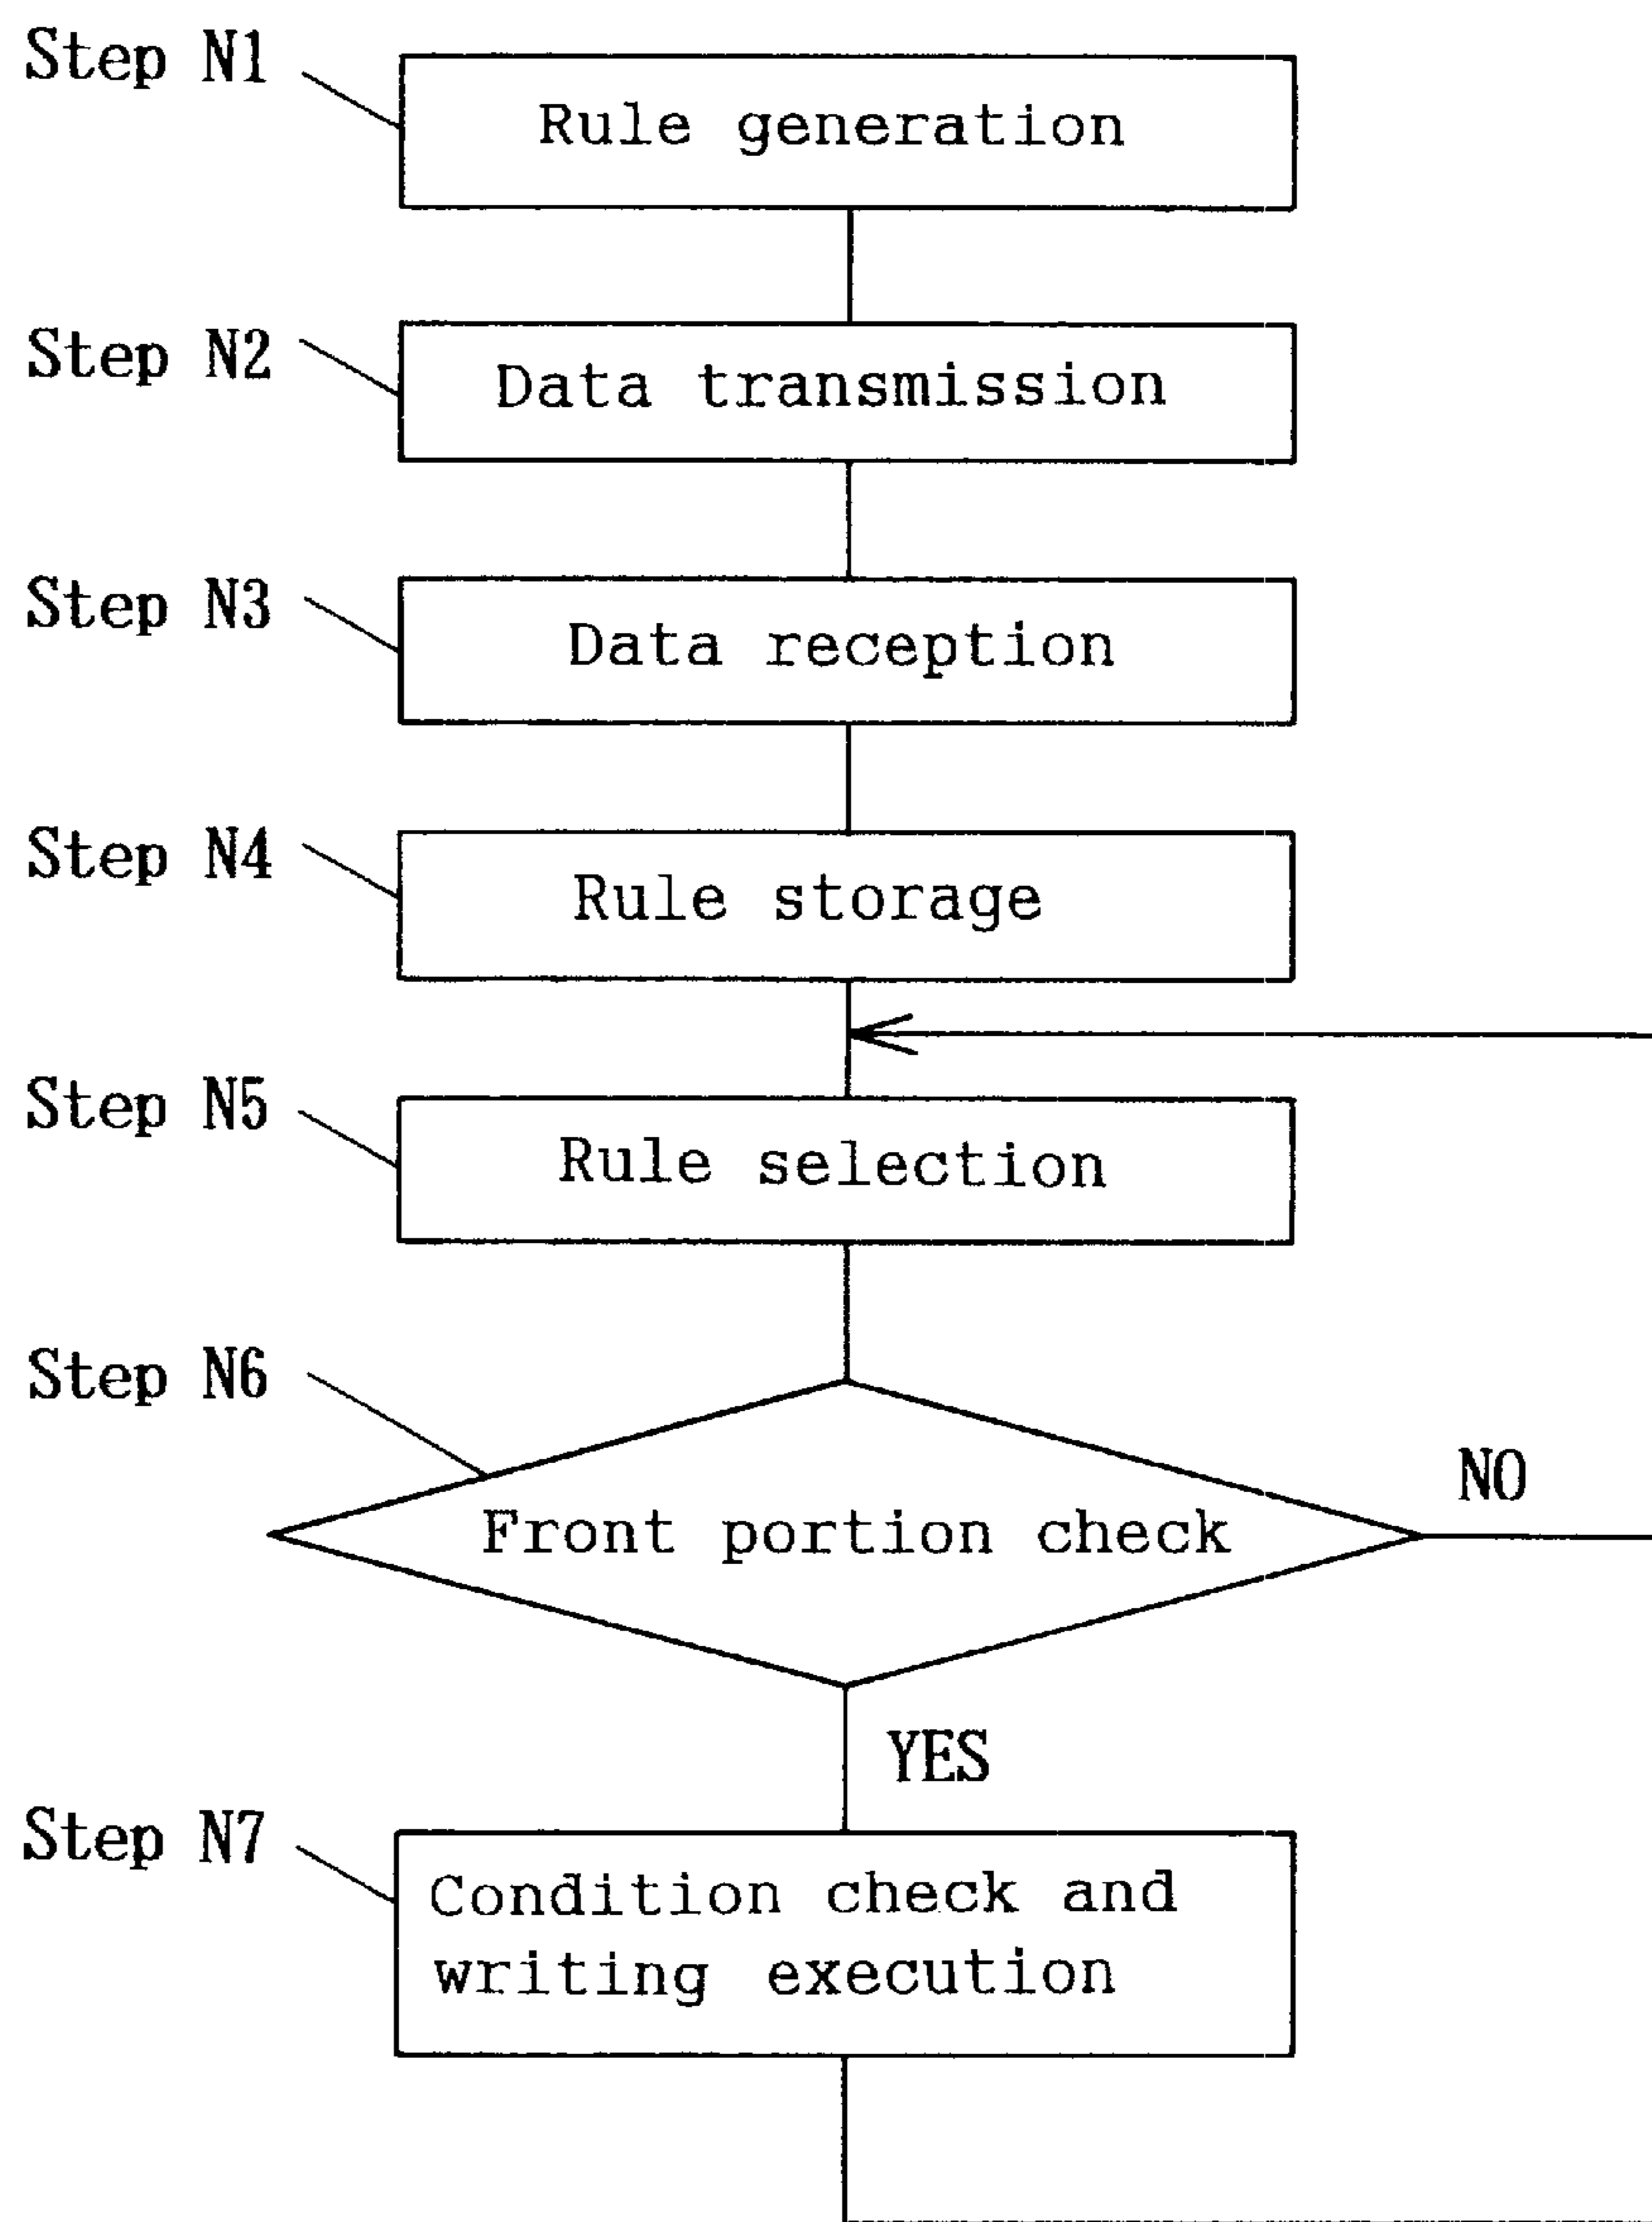 Step N1
Rule generation
Step N2
Data transmission
Step N3
Data reception
Step N4
Rule storage
Step N5
Rule selection
Step N6
Front portion check
NO
YES
Step N7
Condition check and
writing execution